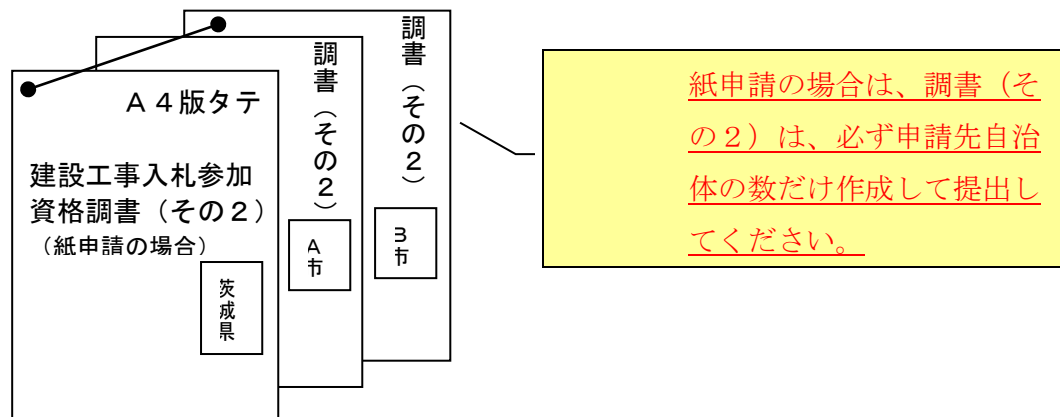 Ａ４版タテ
建設工事入札参加
資格調書（その２）
（紙申請の場合）
茨城県
調書（その２）
A市
調書（その２）
B市
紙申請の場合は、調書（そ
の２）は、必ず申請先自治
体の数だけ作成して提出し
てください。